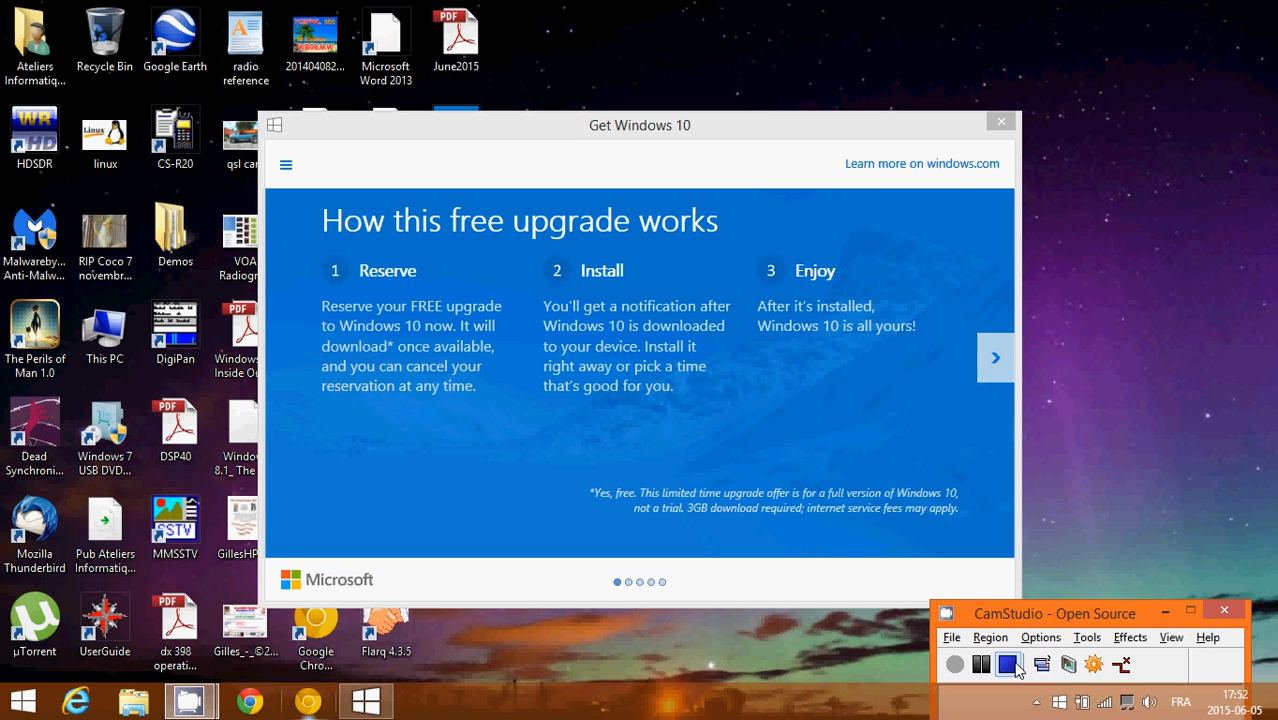 Ateliers
Informatiq...
Recycle Bin
Google Earth
radio
reference
201404082...
Microsoft
Word 2013
PDF
June2015
WR
HD
HDSDR
Linux
linux
CS-R20
qsl car
Get Windows 10
Learn more on windows.com
How this free upgrade works
1 Reserve
Reserve your FREE upgrade
to Windows 10 now. It will
download* once available,
and you can cancel your
reservation at any time.
2 Install
You'll get a notification after
Windows 10 is downloaded
to your device. Install it
right away or pick a time
that's good for you.
3 Enjoy
After it's installed,
Windows 10 is all yours!
*Yes, free. This limited time upgrade offer is for a full version of Windows 10,
not a trial. 3GB download required; internet service fees may apply.
Microsoft
Malwareby...
Anti-Malw...
RIP Coco 7
novembr...
Demos
VOA
Radiogr
The Perils of
Man 1.0
This PC
DigiPan
PDF
Windows
Inside Ou
Dead
Synchroni...
Windows 7
USB DVD...
PDF
DSP40
Windo
8.1_ The
Mozilla
Thunderbird
Pub Ateliers
Informatiq...
SSTV
MMSSTV
GillesHP
µTorrent
UserGuide
PDF
dx 398
operati...
Gilles_-_©2...
Google
Chro...
Flarq 4.3.5
CamStudio - Open Source
File Region Options Tools Effects View Help
FRA
17:52
2015-06-05